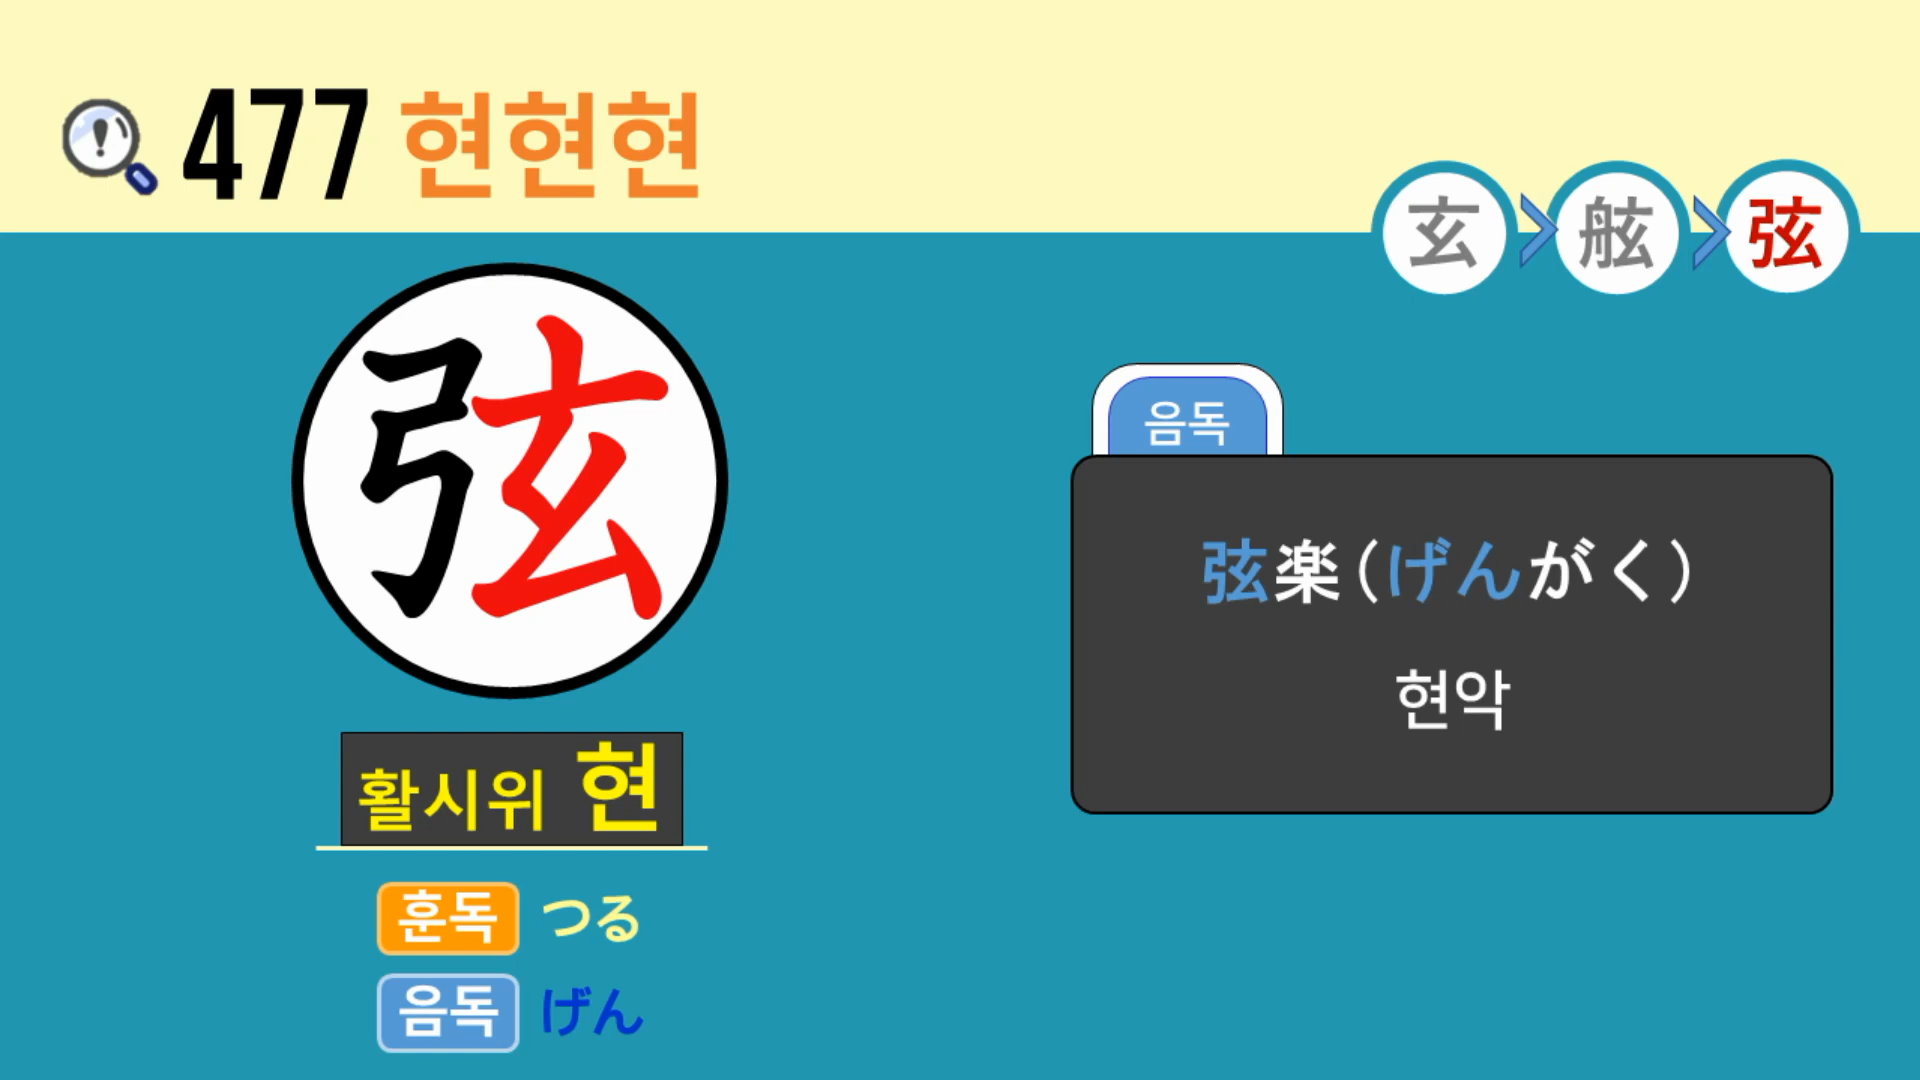 477 현현현
玄 舷 弦
弦
활시위 현
훈독 つる
음독 げん
음독
弦楽(げんがく)
현악